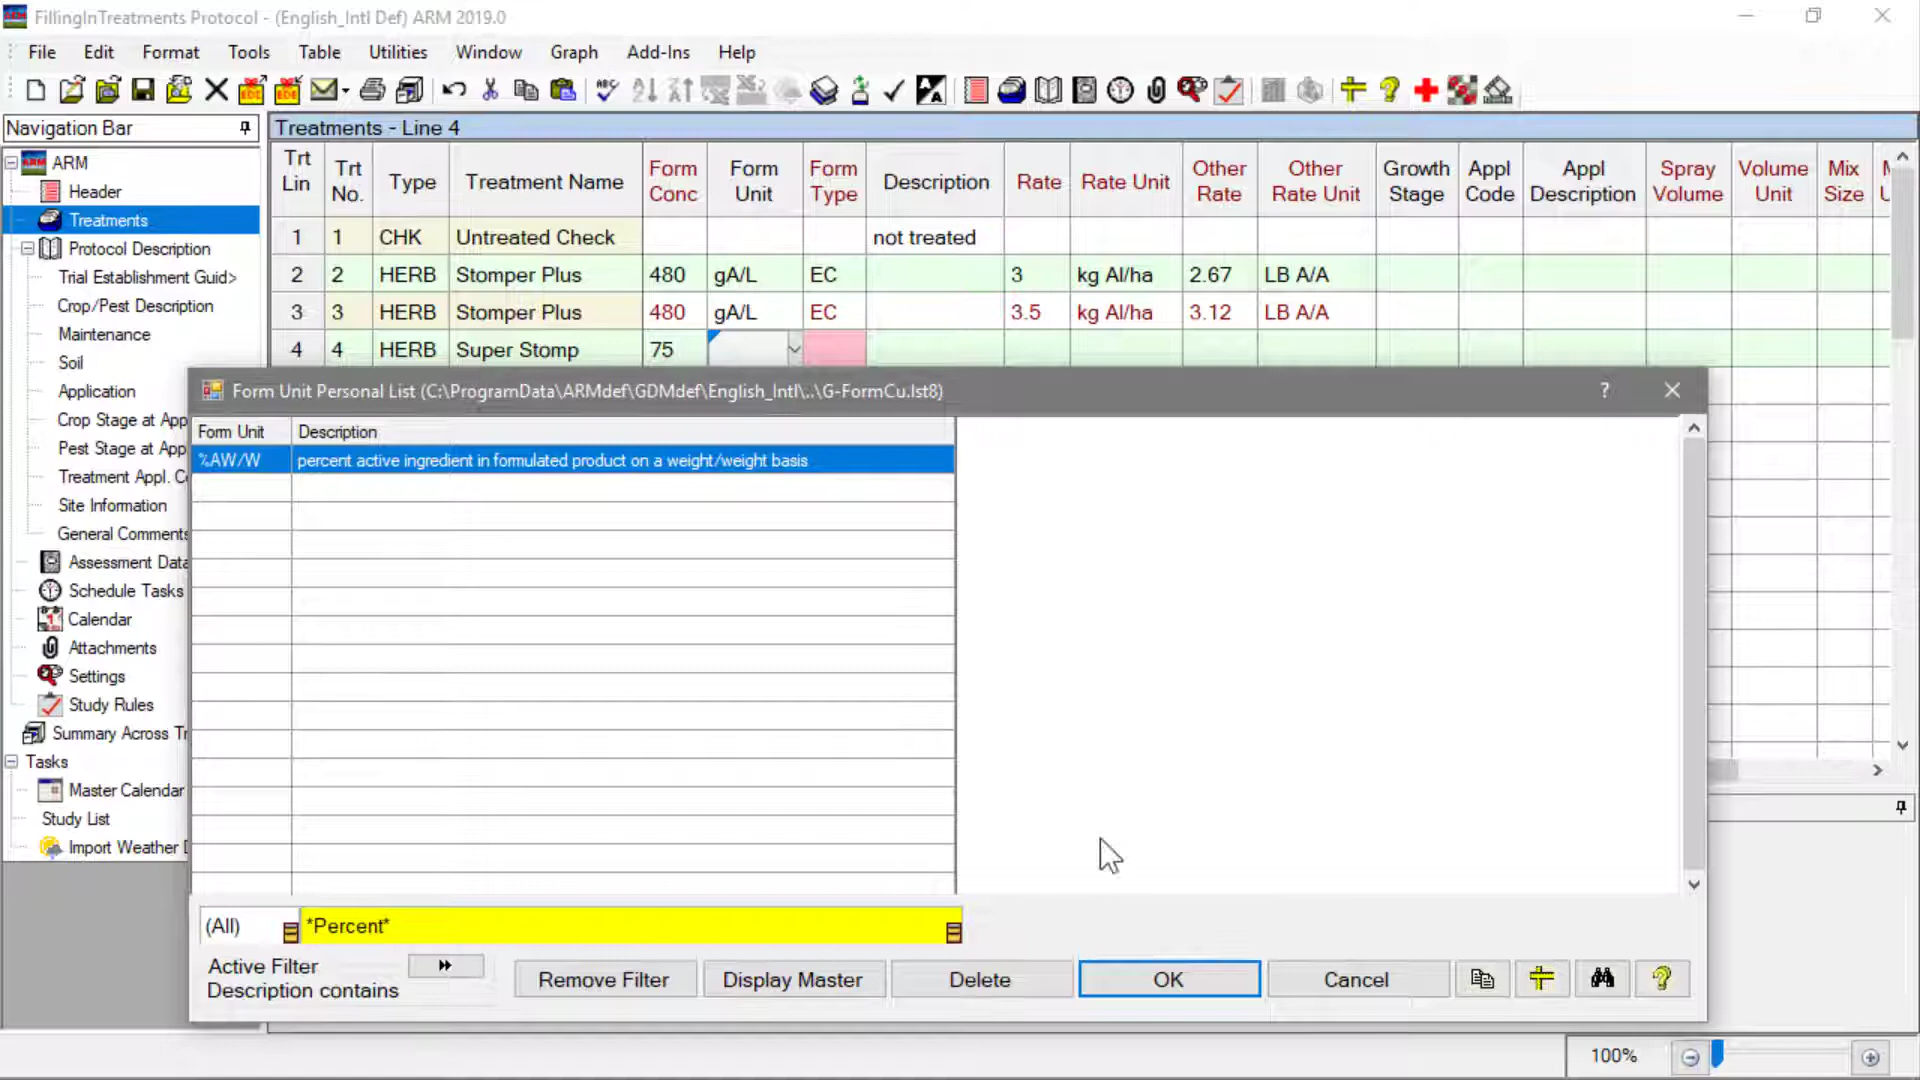 FillingInTreatments Protocol - (English_Intl Def) ARM 2019.0
File Edit Format Tools Table Utilities Window Graph Add-Ins Help
Navigation Bar
ARM
Header
Treatments
Protocol Description
Trial Establishment Guid>
Crop/Pest Description
Maintenance
Soil
Application
Crop Stage at App
Pest Stage at App
Treatment Appl. C
Site Information
General Comments
Assessment Data
Schedule Tasks
Calendar
Attachments
Settings
Study Rules
Summary Across Tr
Tasks
Master Calendar
Study List
Import Weather D
Treatments - Line 4
Trt Lin Trt No. Type Treatment Name Form Conc Form Unit Form Type Description Rate Rate Unit Other Rate Other Rate Unit Growth Stage Appl Code Appl Description Spray Volume Volume Unit Mix Size
1 1 CHK Untreated Check not treated
2 2 HERB Stomper Plus 480 gA/L EC 3 kg AI/ha 2.67 LB A/A
3 3 HERB Stomper Plus 480 gA/L EC 3.5 kg AI/ha 3.12 LB A/A
4 4 HERB Super Stomp 75
Form Unit Personal List (C:\ProgramData\ARMdef\GDMdef\English_Intl\..\G-FormCu.lst8)
Form Unit Description
%AW/W percent active ingredient in formulated product on a weight/weight basis
(All) *Percent*
Active Filter
Description contains
Remove Filter Display Master Delete OK Cancel
100%